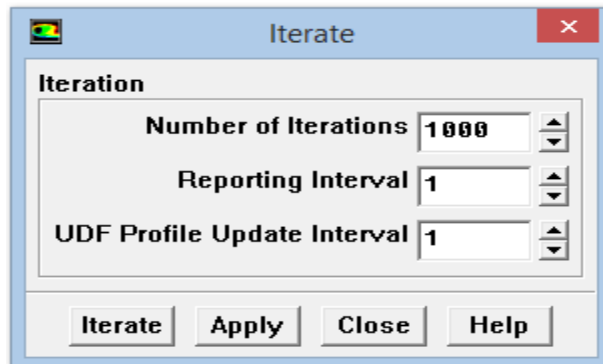 Iterate
Iteration
Number of Iterations 1000
Reporting Interval 1
UDF Profile Update Interval 1
Iterate Apply Close Help